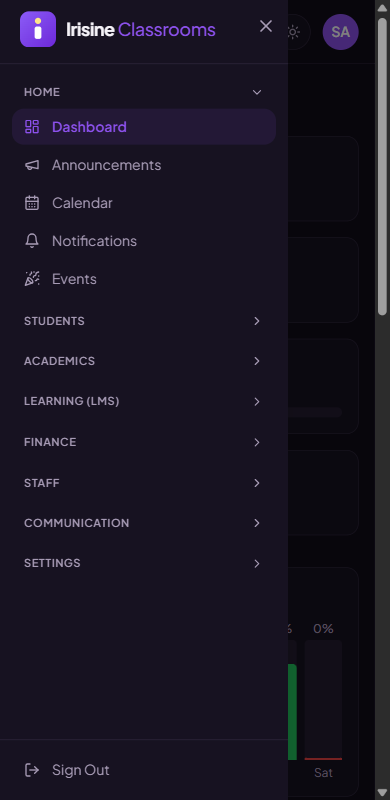 Irisine Classrooms
SA
HOME
Dashboard
Announcements
Calendar
Notifications
Events
STUDENTS
ACADEMICS
LEARNING (LMS)
FINANCE
STAFF
COMMUNICATION
SETTINGS
% 0%
Sat
Sign Out